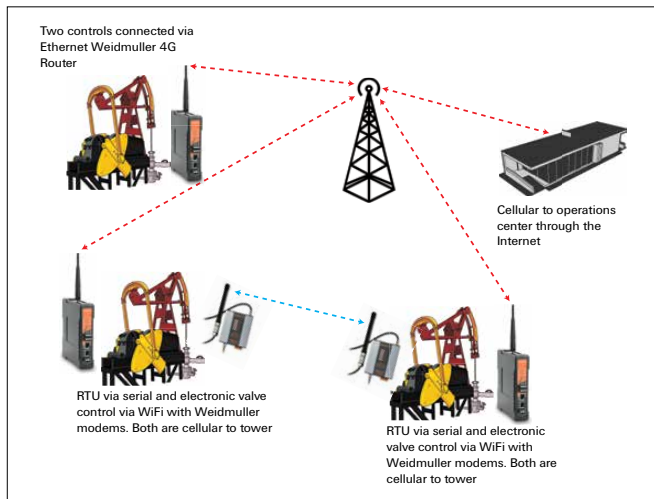 Two controls connected via
Ethernet Weidmuller 4G
Router
Cellular to operations
center through the
Internet
RTU via serial and electronic valve
control via WiFi with Weidmuller
modems. Both are cellular to tower
RTU via serial and electronic
valve control via WiFi with
Weidmuller modems. Both are
cellular to tower